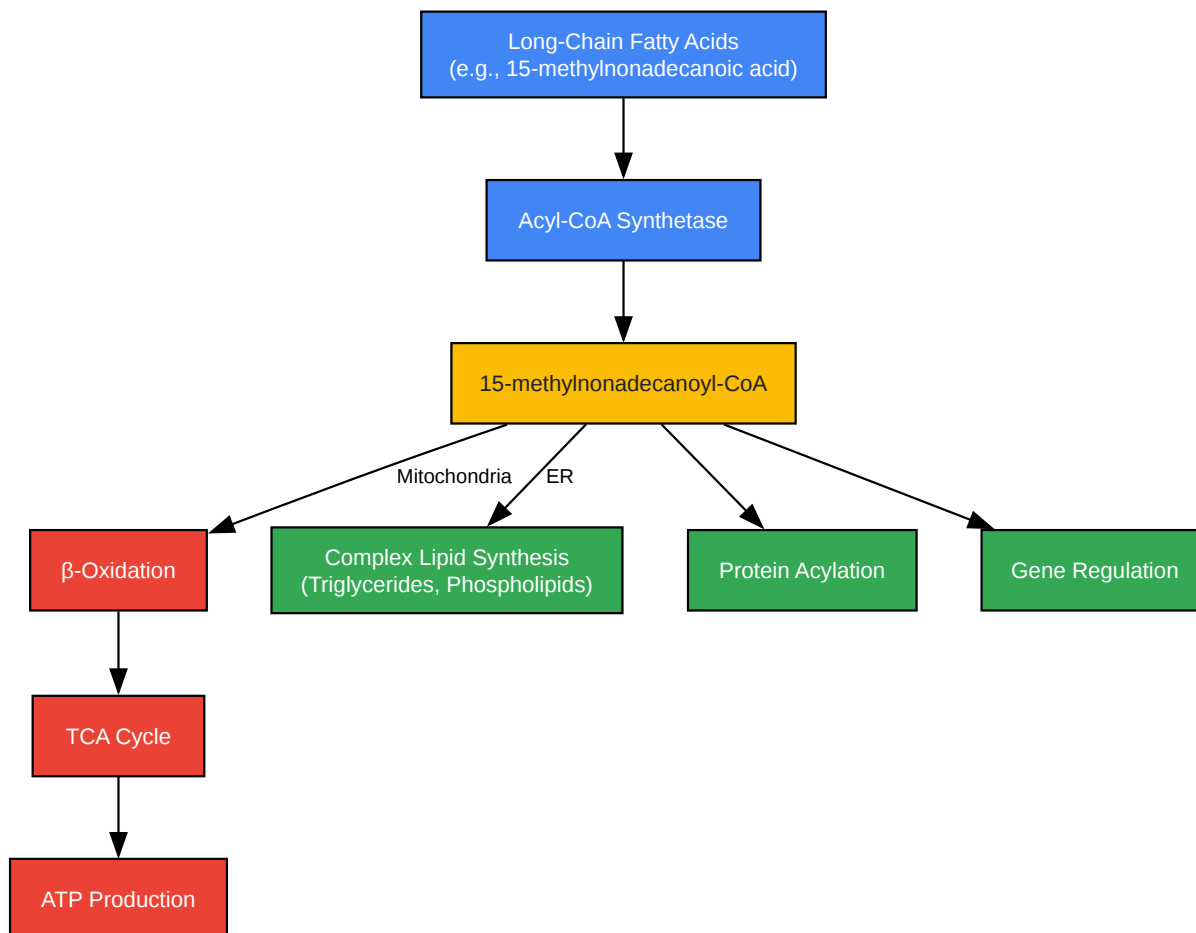 Long-Chain Fatty Acids
(e.g., 15-methylnonadecanoic acid)
Acyl-CoA Synthetase
15-methylnonadecanoyl-CoA
Mitochondria
ER
β-Oxidation
Complex Lipid Synthesis
(Triglycerides, Phospholipids)
Protein Acylation
Gene Regulation
TCA Cycle
ATP Production